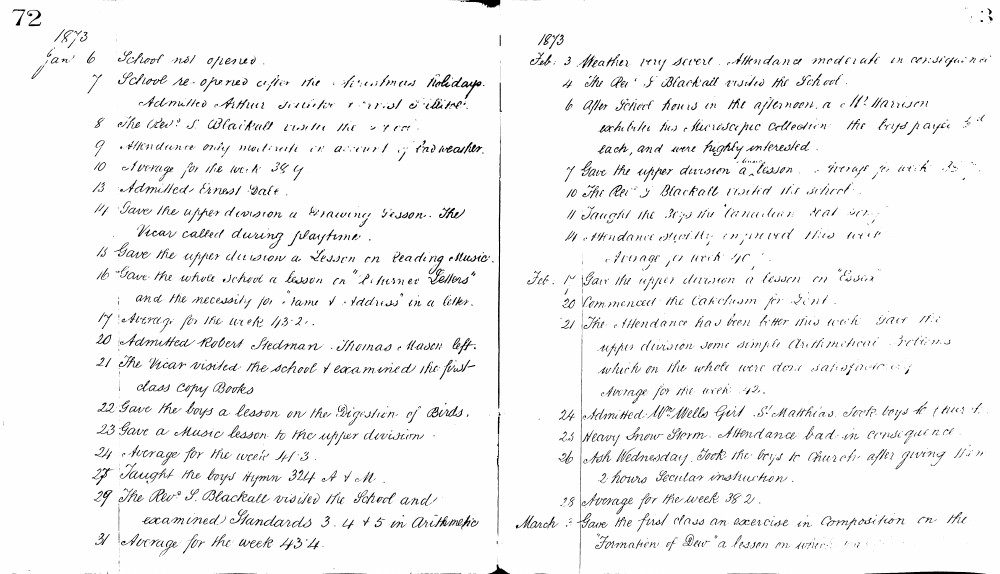 72
1873
Jan 6 School not opened.
7 School re-opened after the Christmas Holidays.
Admitted Arthur
8 The Revd. S. Blackall visited the School.
9 Attendance only moderate on account of bad weather.
10 Average for the week 38.4
13 Admitted Ernest Dale.
14 Gave the upper division a Drawing Lesson. The
Vicar called during playtime.
15 Gave the upper division a Lesson on Reading Music.
16 Gave the whole School a lesson on "Returned Letters"
and the necessity for "name & address" in a letter.
17 Average for the week 43.2.
20 Admitted Robert Stedman. Thomas Mason left.
21 The Vicar visited the school & examined the first
class Copy Books
22 Gave the boys a lesson on the Digestion of Birds.
23 Gave a Music lesson to the upper division.
24 Average for the week 41.3.
27 Taught the boys Hymn 324 A & M.
29 The Revd. S. Blackall visited the School and
examined Standards 3. 4 & 5 in Arithmetic
31 Average for the week 43.4.
1873
Feb. 3 Weather very severe. Attendance moderate in consequence
4 The Revd. S Blackall visited the School.
6 After School hours in the afternoon, a Mr. Harrison
exhibited his Microscopic Collection the boys payed
each, and were highly interested.
7 Gave the upper division a Lesson. Average for week
10 The Revd. S Blackall visited the school.
11 Taught the Boys the "Canadian Boat Song"
14 Attendance slightly improved this week
Average for week 40
Feb. 17 Gave the upper division a lesson on "Essex"
20 Commenced the Catechism for Lent.
21 The Attendance has been better this week Gave the
upper division some simple Arithmetical Problems
which on the whole were done satisfactorily
Average for the week 42.
24 Admitted Wm. Wells Girt. St. Matthias. Took boys to Church.
25 Heavy Snow Storm. Attendance bad in consequence.
26 Ash Wednesday. Took the boys to Church after giving them
2 hours Secular instruction.
28 Average for the week 38.2.
March 3 Gave the first class an exercise in Composition on the
"Formation of Dew" a lesson on which